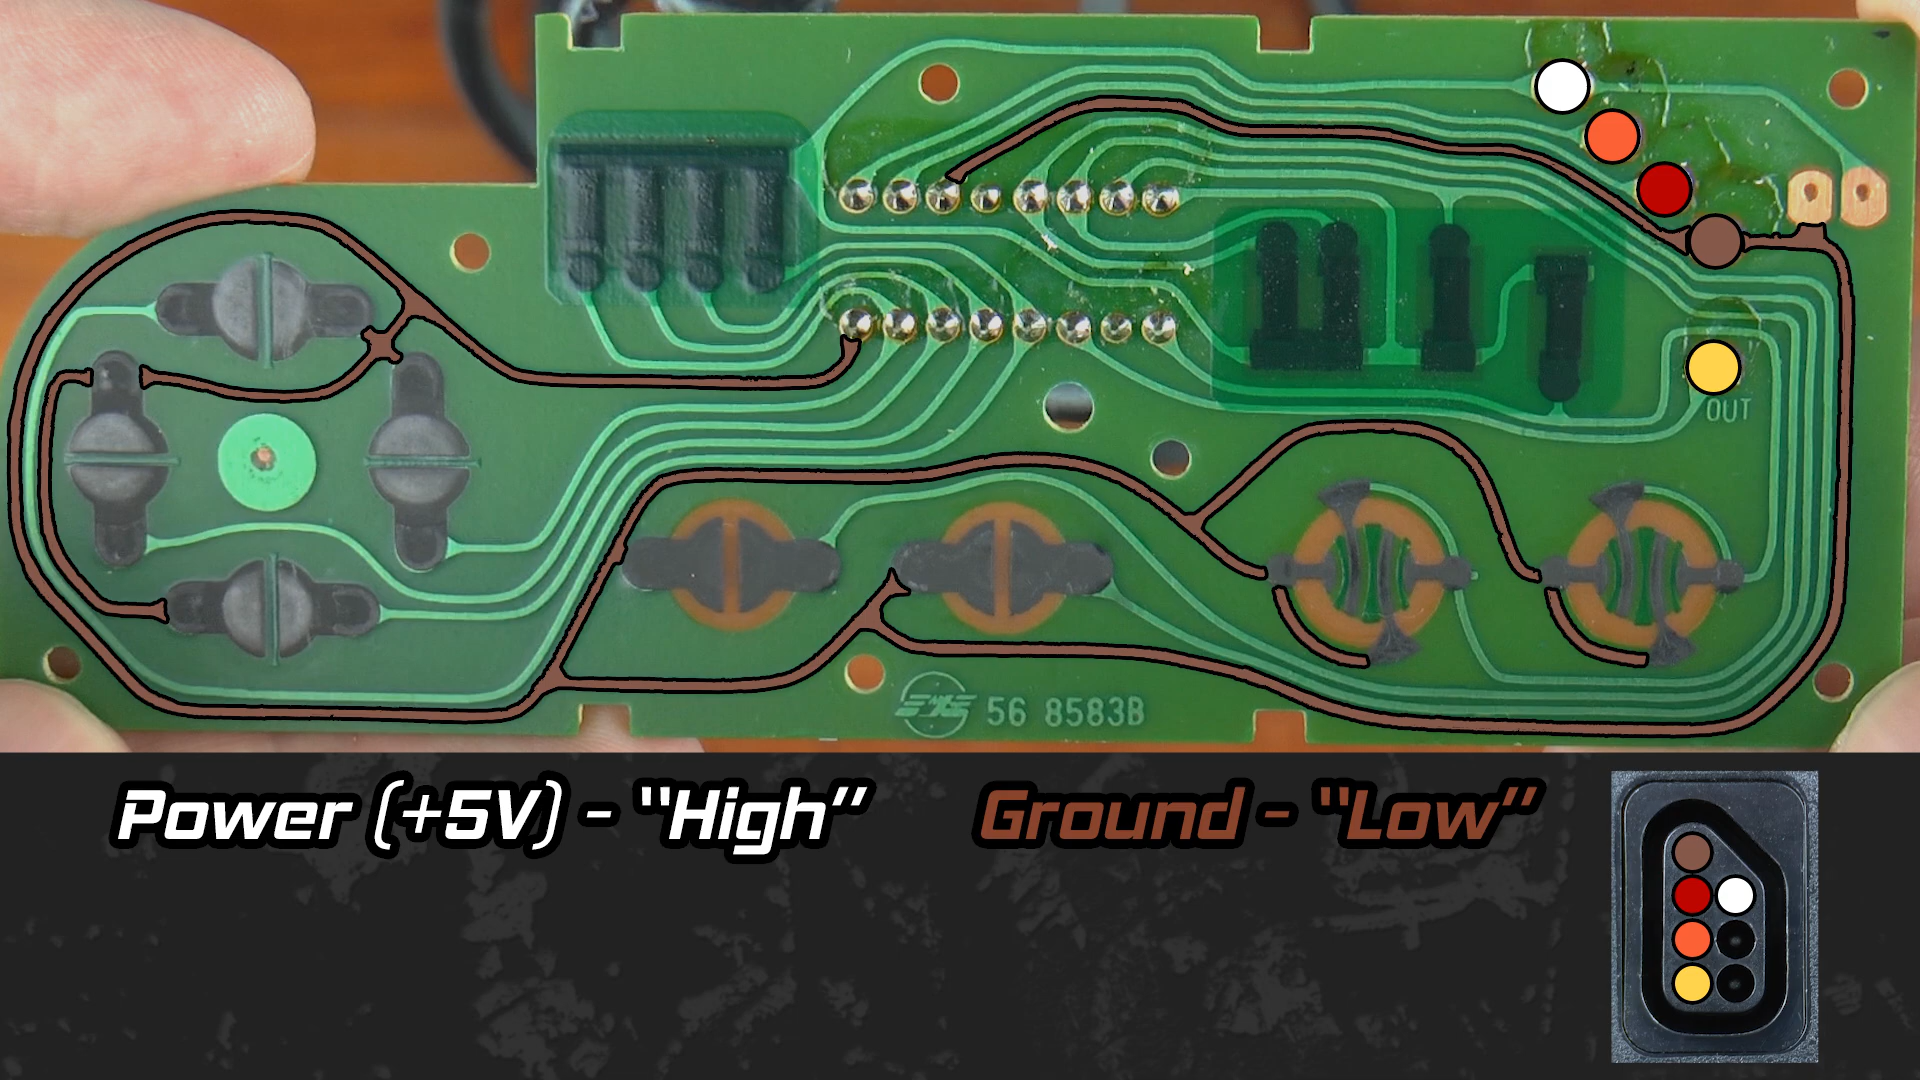 OUT
56 8583B
Power (+5V) - “High”
Ground - “Low”